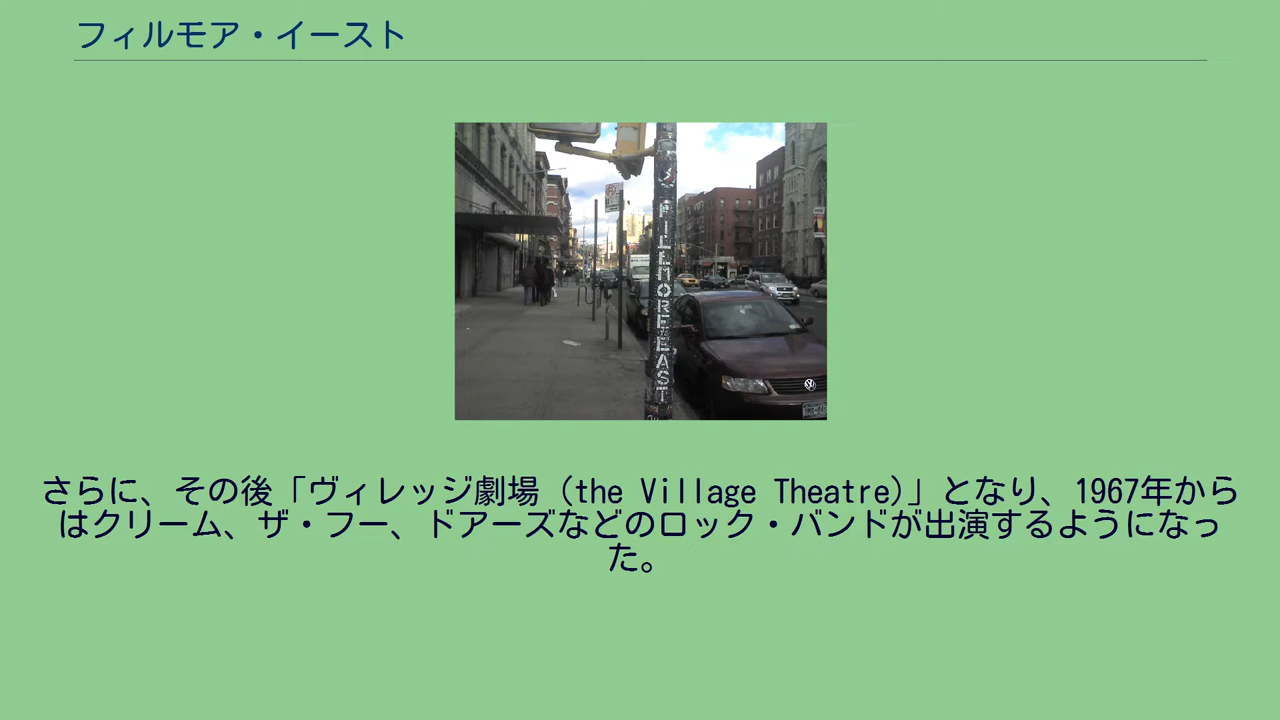 フィルモア・イースト
FILLMORE EAST
さらに、その後「ヴィレッジ劇場 (the Village Theatre)」となり、1967年から
はクリーム、ザ・フー、ドアーズなどのロック・バンドが出演するようになっ
た。